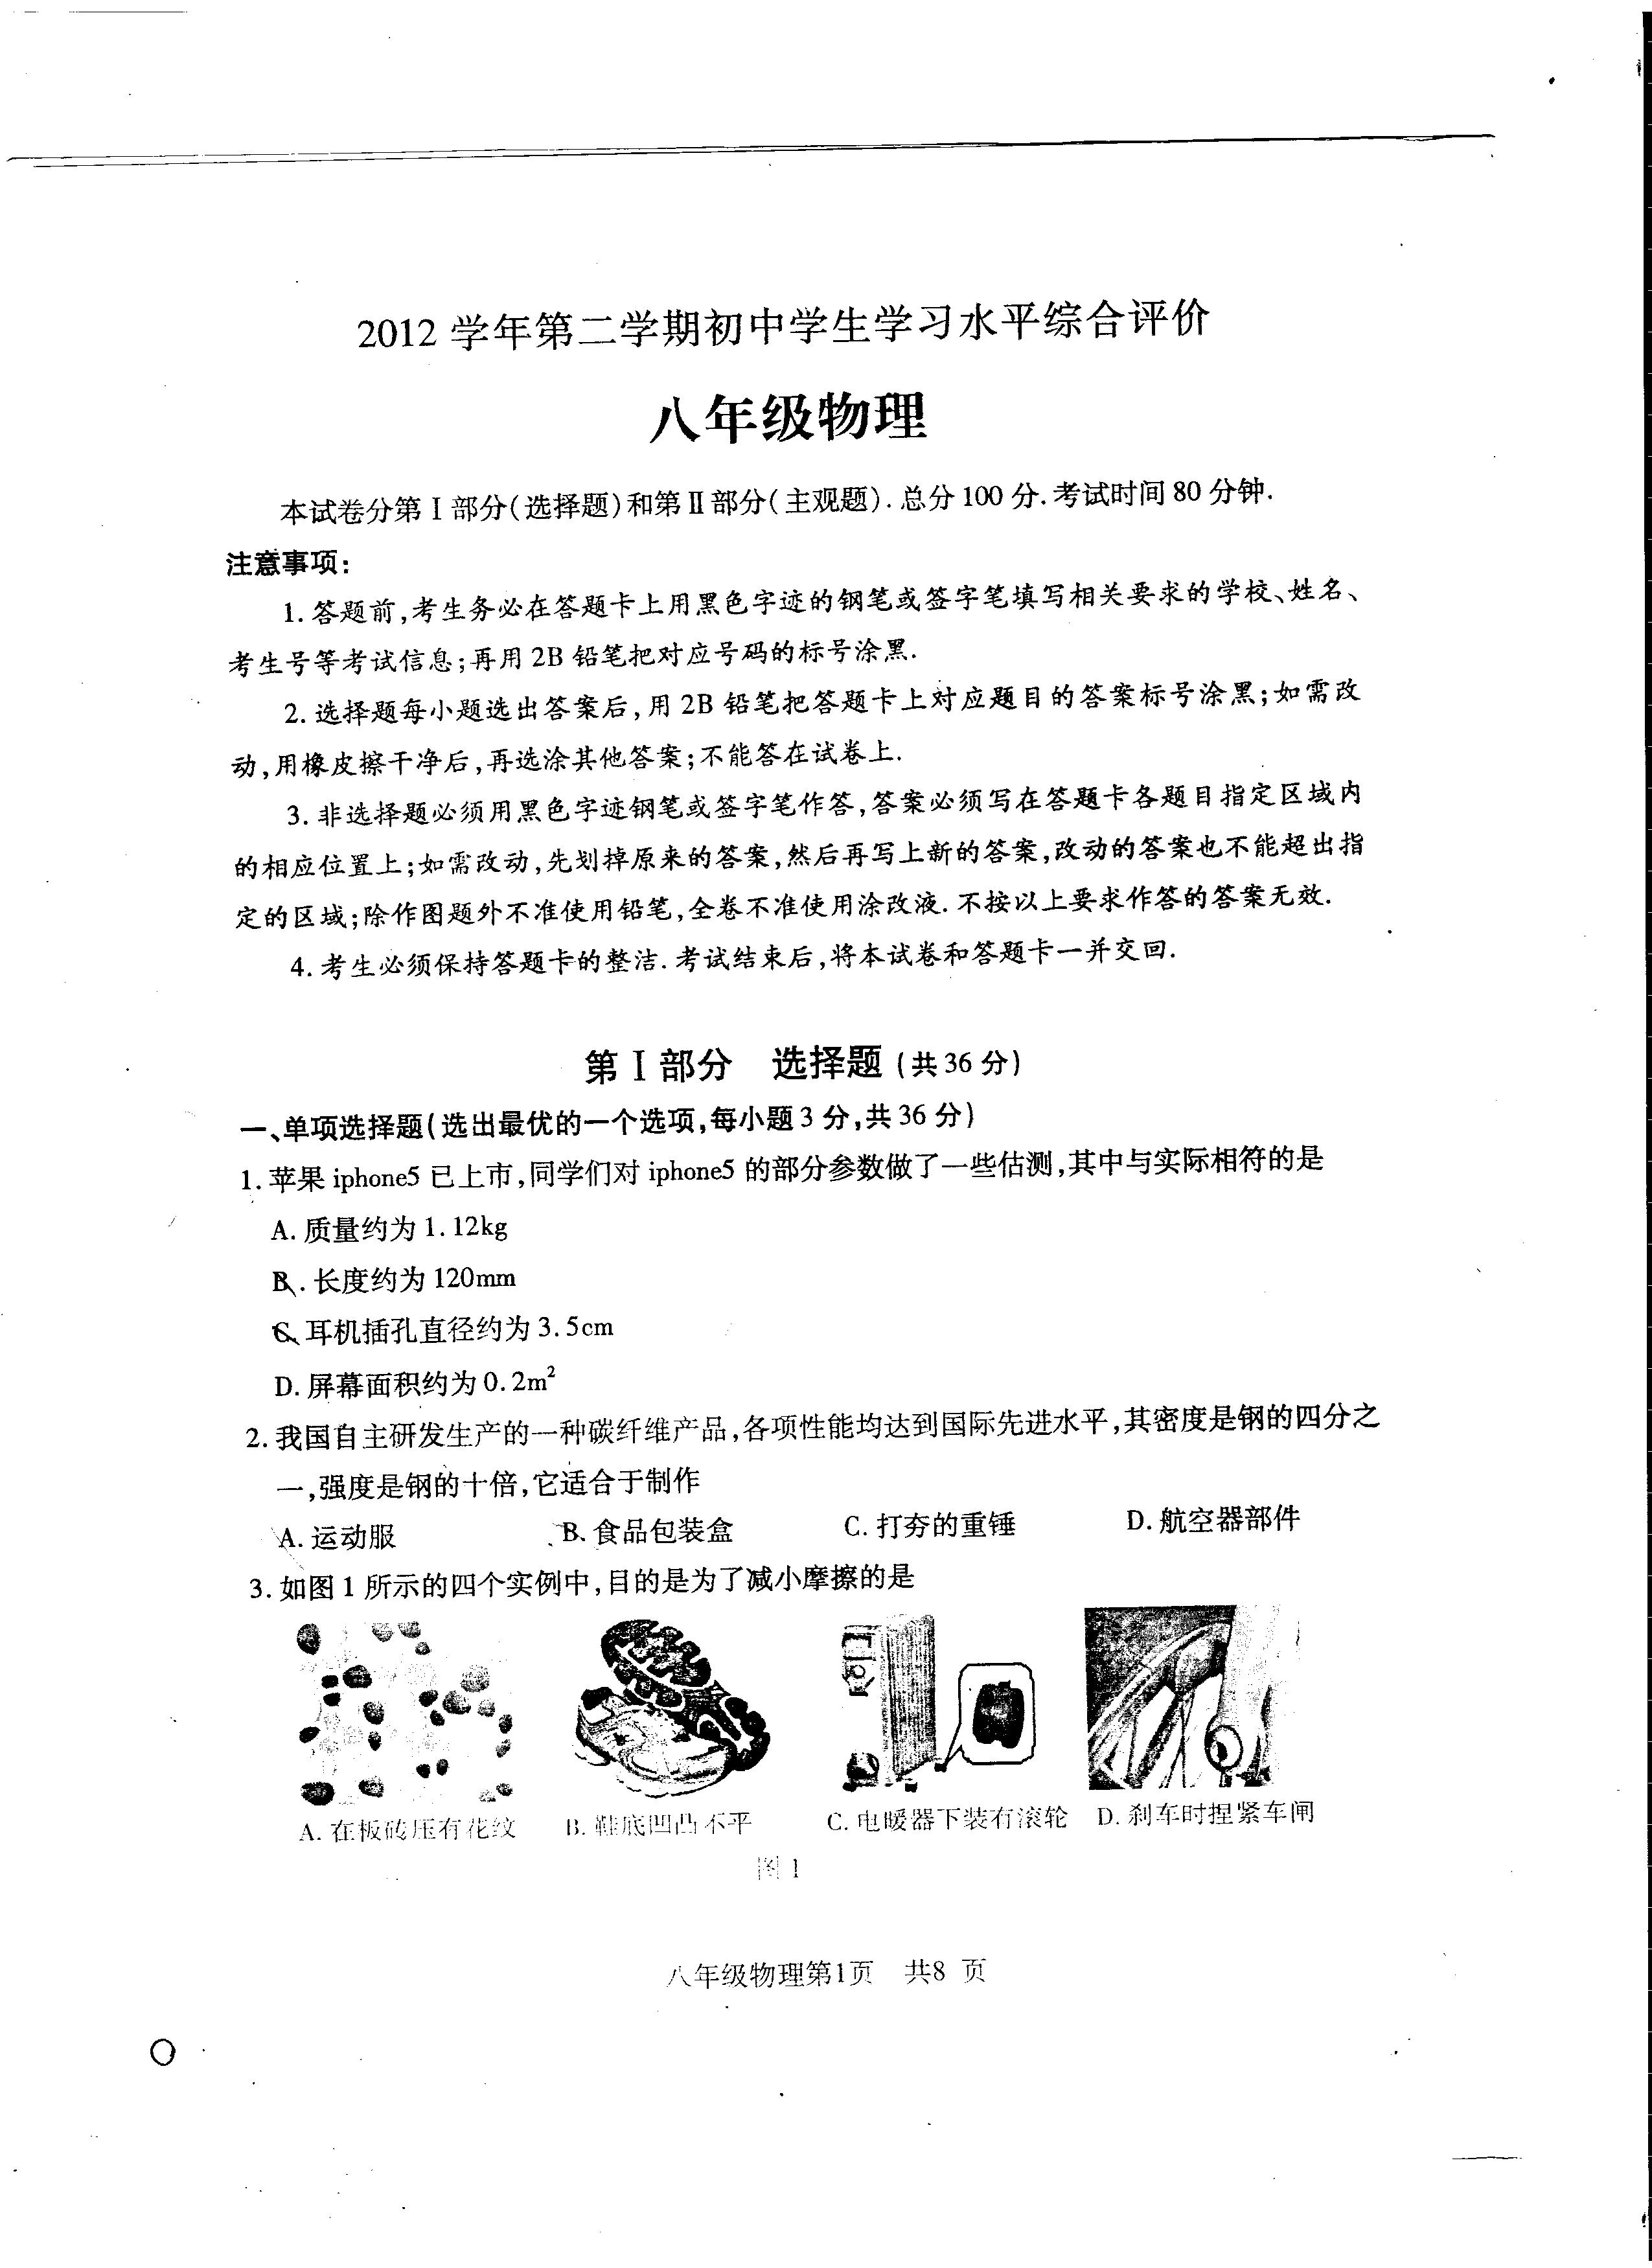 2012 学年第二学期初中学生学习水平综合评价
八年级物理
本试卷分第Ⅰ部分(选择题)和第Ⅱ部分(主观题).总分100分.考试时间80分钟.
注意事项:
1.答题前,考生务必在答题卡上用黑色字迹的钢笔或签字笔填写相关要求的学校、姓名、
考生号等考试信息;再用2B铅笔把对应号码的标号涂黑.
2.选择题每小题选出答案后,用2B铅笔把答题卡上对应题目的答案标号涂黑;如需改
动,用橡皮擦干净后,再选涂其他答案;不能答在试卷上.
3.非选择题必须用黑色字迹钢笔或签字笔作答,答案必须写在答题卡各题目指定区域内
的相应位置上;如需改动,先划掉原来的答案,然后再写上新的答案,改动的答案也不能超出指
定的区域;除作图题外不准使用铅笔,全卷不准使用涂改液.不按以上要求作答的答案无效.
4.考生必须保持答题卡的整洁.考试结束后,将本试卷和答题卡一并交回.
第Ⅰ部分 选择题(共36分)
一、单项选择题(选出最优的一个选项,每小题3分,共36分)
1.苹果iphone5已上市,同学们对iphone5的部分参数做了一些估测,其中与实际相符的是
A.质量约为1.12kg
B.长度约为120mm
C.耳机插孔直径约为3.5cm
D.屏幕面积约为0.2m²
2.我国自主研发生产的一种碳纤维产品,各项性能均达到国际先进水平,其密度是钢的四分之
一,强度是钢的十倍,它适合于制作
A.运动服 B.食品包装盒 C.打夯的重锤 D.航空器部件
3.如图1所示的四个实例中,目的是为了减小摩擦的是
A.在板砖压有花纹 B.鞋底凹凸不平 C.电暖器下装有滚轮 D.刹车时捏紧车闸
图1
八年级物理第1页 共8页